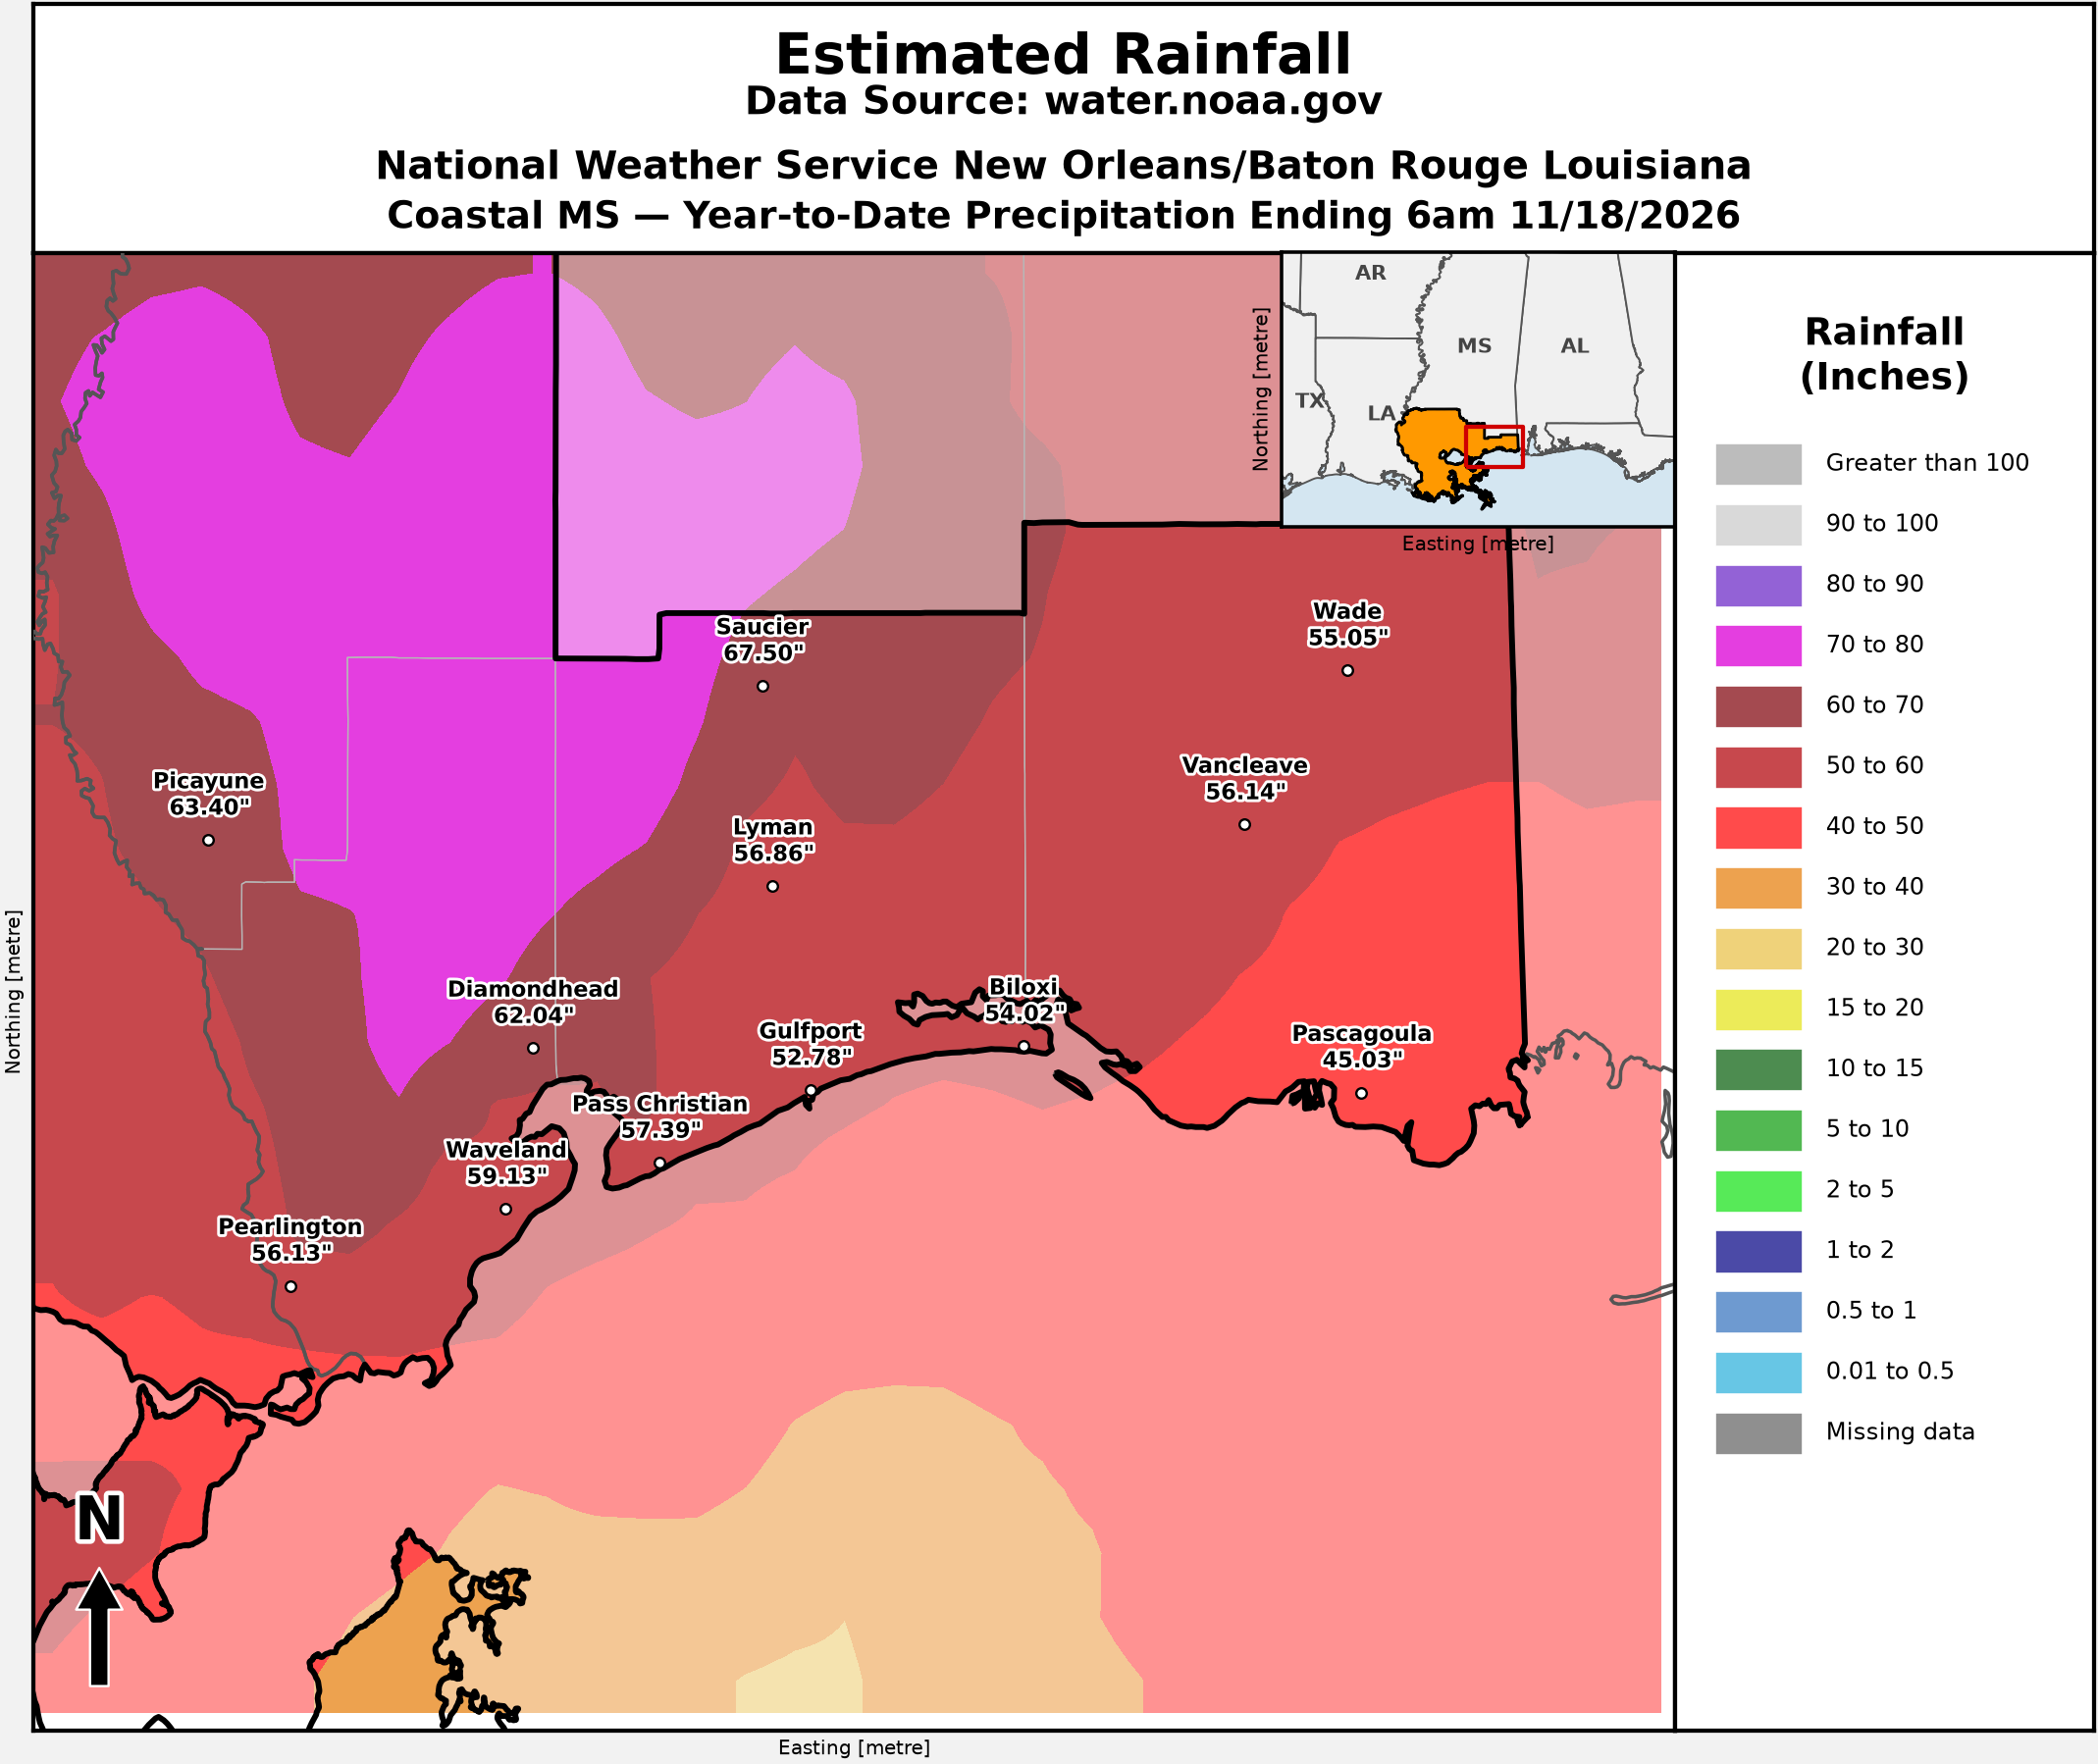 Estimated Rainfall
Data Source: water.noaa.gov
National Weather Service New Orleans/Baton Rouge Louisiana
Coastal MS — Year-to-Date Precipitation Ending 6am 11/18/2026
AR
MS
AL
TX
LA
Northing [metre]
Easting [metre]
Rainfall
(Inches)
Greater than 100
90 to 100
80 to 90
70 to 80
60 to 70
50 to 60
40 to 50
30 to 40
20 to 30
15 to 20
10 to 15
5 to 10
2 to 5
1 to 2
0.5 to 1
0.01 to 0.5
Missing data
Saucier
67.50"
Wade
55.05"
Picayune
63.40"
Vancleave
56.14"
Lyman
56.86"
Diamondhead
62.04"
Biloxi
54.02"
Gulfport
52.78"
Pascagoula
45.03"
Pass Christian
57.39"
Waveland
59.13"
Pearlington
56.13"
N
Northing [metre]
Easting [metre]